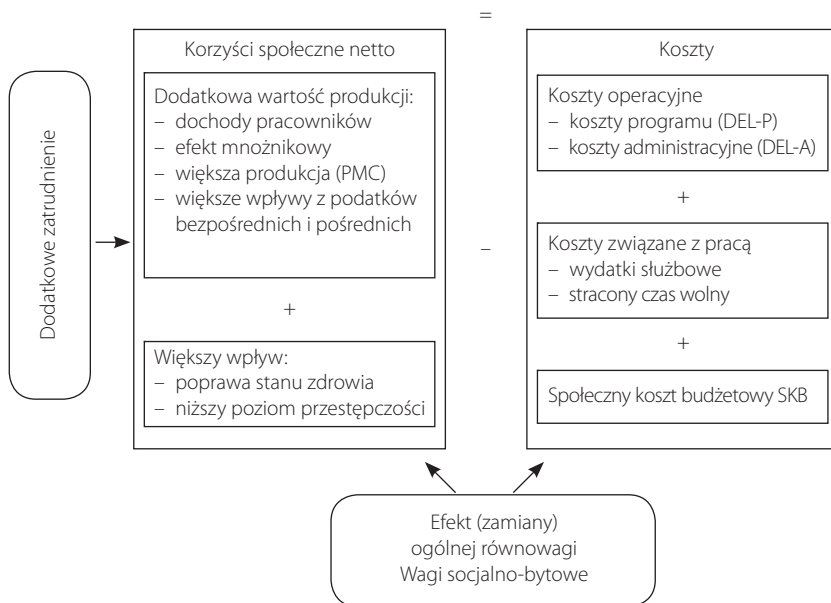 =
Dodatkowe zatrudnienie
Korzyści społeczne netto
Dodatkowa wartość produkcji:
– dochody pracowników
– efekt mnożnikowy
– większa produkcja (PMC)
– większe wpływy z podatków
bezpośrednich i pośrednich
+
Większy wpływ:
– poprawa stanu zdrowia
– niższy poziom przestępczości
–
Koszty
Koszty operacyjne
– koszty programu (DEL-P)
– koszty administracyjne (DEL-A)
+
Koszty związane z pracą
– wydatki służbowe
– stracony czas wolny
+
Społeczny koszt budżetowy SKB
Efekt (zamiany)
ogólnej równowagi
Wagi socjalno-bytowe